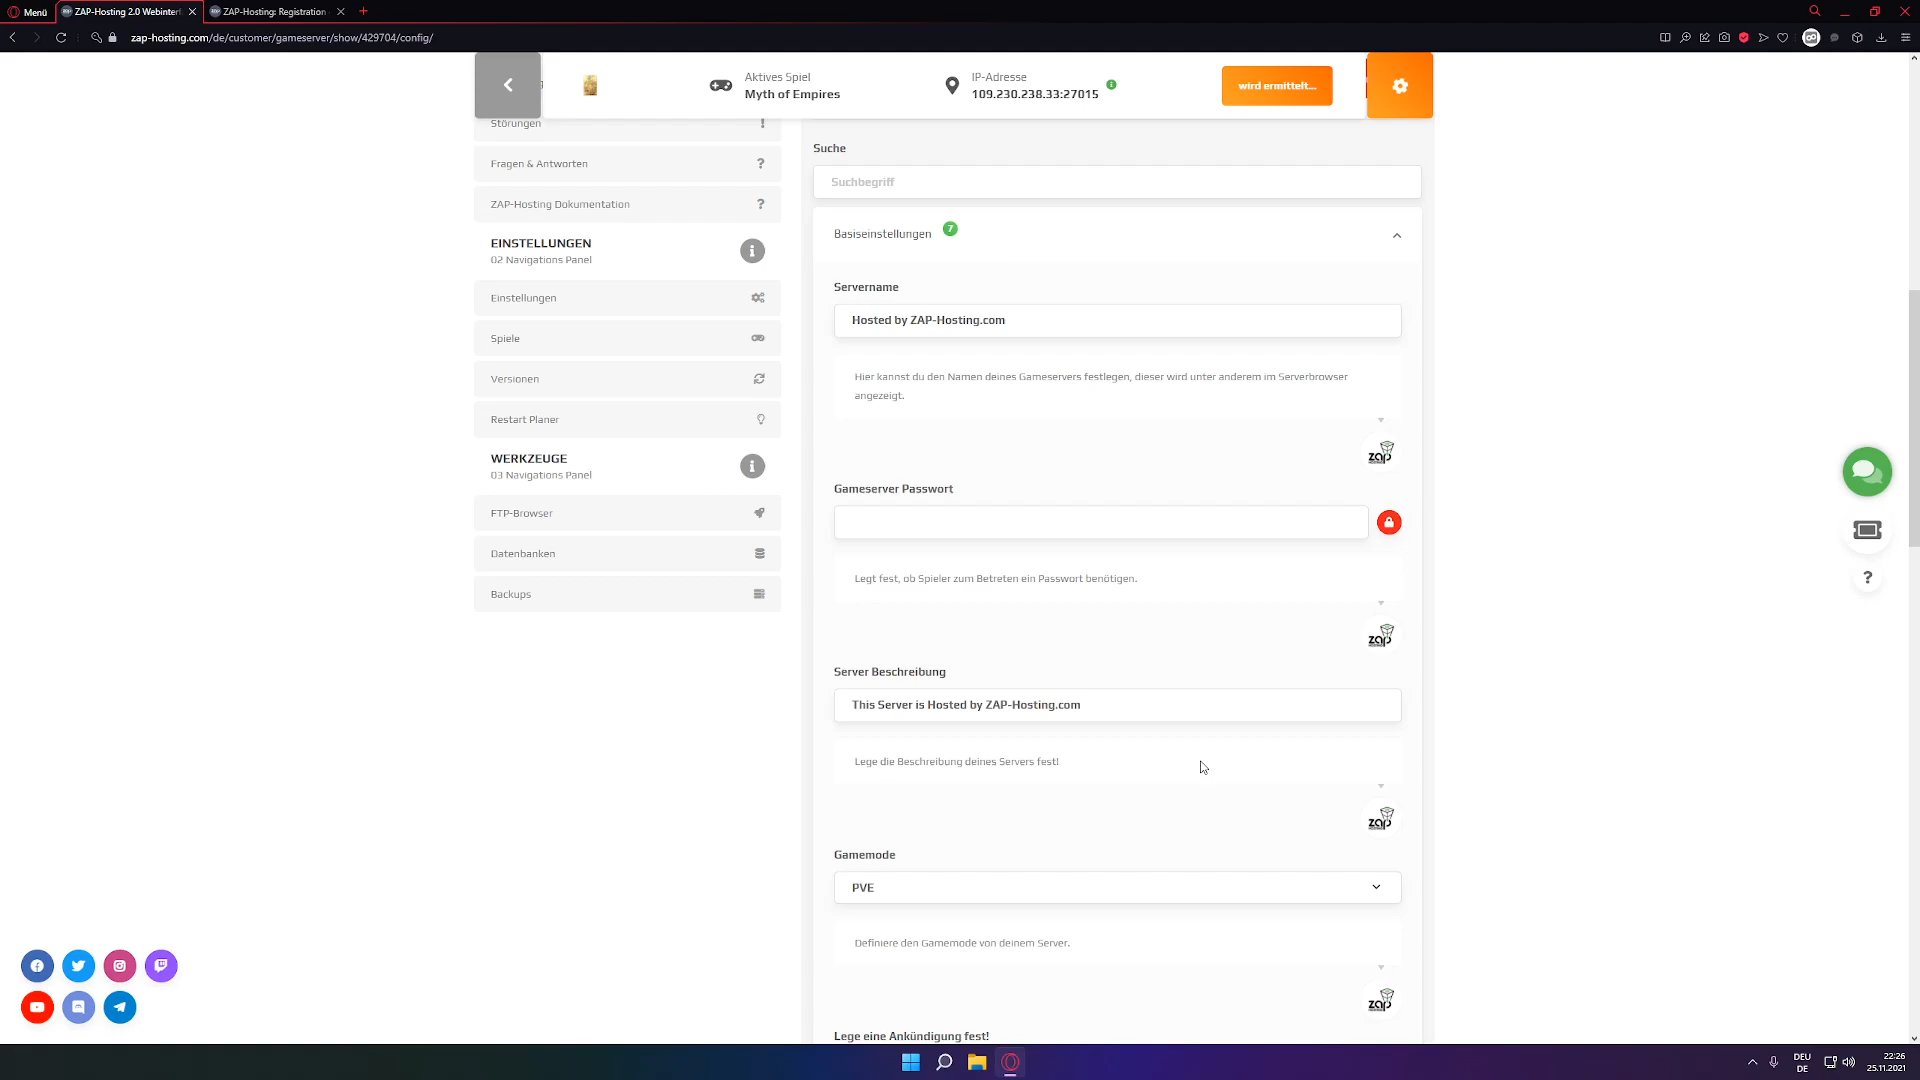 Menü
ZAP-Hosting 2.0 Webinterf
ZAP-Hosting: Registration
zap-hosting.com/de/customer/gameserver/show/429704/config/
Aktives Spiel
Myth of Empires
IP-Adresse
109.230.238.33:27015
wird ermittelt...
Störungen
Fragen & Antworten
ZAP-Hosting Dokumentation
EINSTELLUNGEN
02 Navigations Panel
Einstellungen
Spiele
Versionen
Restart Planer
WERKZEUGE
03 Navigations Panel
FTP-Browser
Datenbanken
Backups
Suche
Suchbegriff
Basiseinstellungen 7
Servername
Hosted by ZAP-Hosting.com
Hier kannst du den Namen deines Gameservers festlegen, dieser wird unter anderem im Serverbrowser
angezeigt.
zap
Gameserver Passwort
Legt fest, ob Spieler zum Betreten ein Passwort benötigen.
zap
Server Beschreibung
This Server is Hosted by ZAP-Hosting.com
Lege die Beschreibung deines Servers fest!
zap
Gamemode
PVE
Definiere den Gamemode von deinem Server.
zap
Lege eine Ankündigung fest!
DEU
DE
22:26
25.11.2021